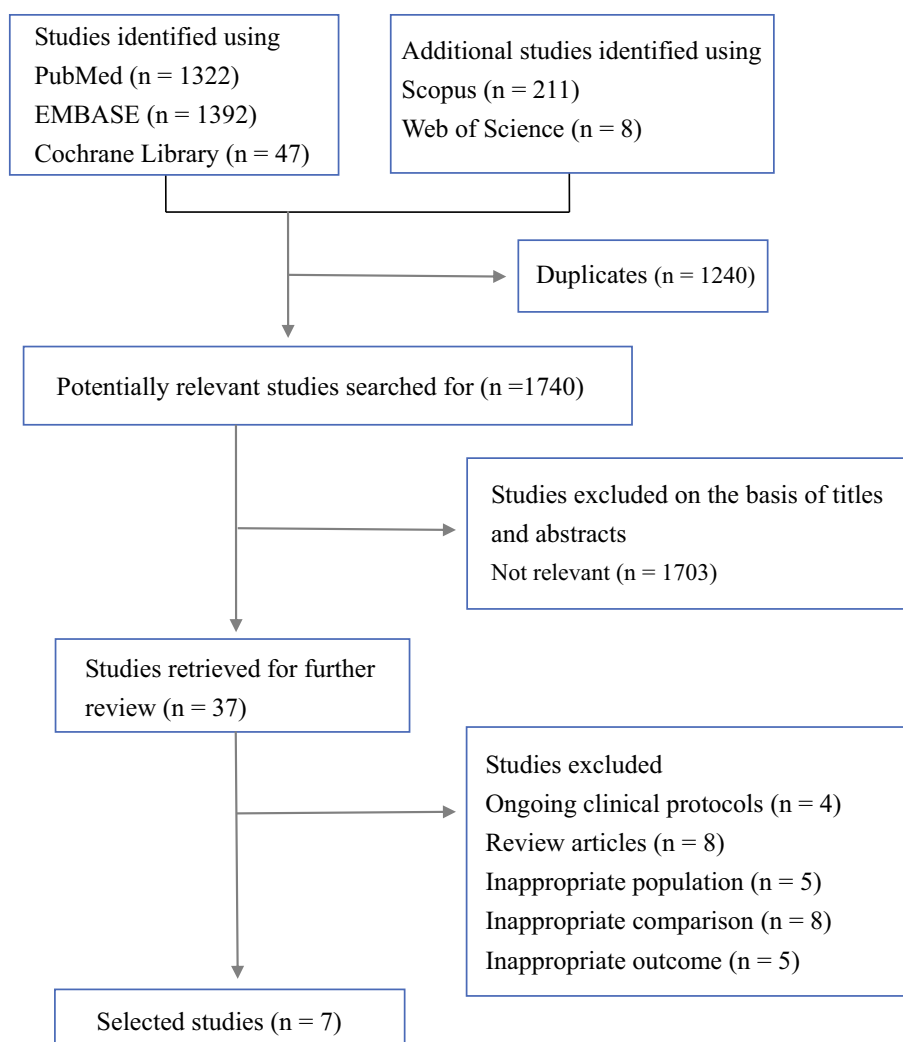 Studies identified using
PubMed (n = 1322)
EMBASE (n = 1392)
Cochrane Library (n = 47)
Additional studies identified using
Scopus (n = 211)
Web of Science (n = 8)
Duplicates (n = 1240)
Potentially relevant studies searched for (n =1740)
Studies excluded on the basis of titles
and abstracts
Not relevant (n = 1703)
Studies retrieved for further
review (n = 37)
Studies excluded
Ongoing clinical protocols (n = 4)
Review articles (n = 8)
Inappropriate population (n = 5)
Inappropriate comparison (n = 8)
Inappropriate outcome (n = 5)
Selected studies (n = 7)